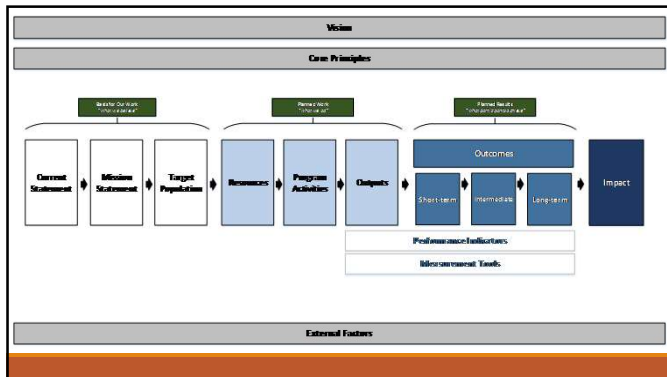 Vision
Core Principles
Basis for Our Work
Planned Work
Planned Results
Current
Statement
Mission
Statement
Target
Population
Resources
Program
Activities
Outputs
Outcomes
Short-term
Intermediate
Long-term
Impact
Performance Indicators
Measurement Tools
External Factors